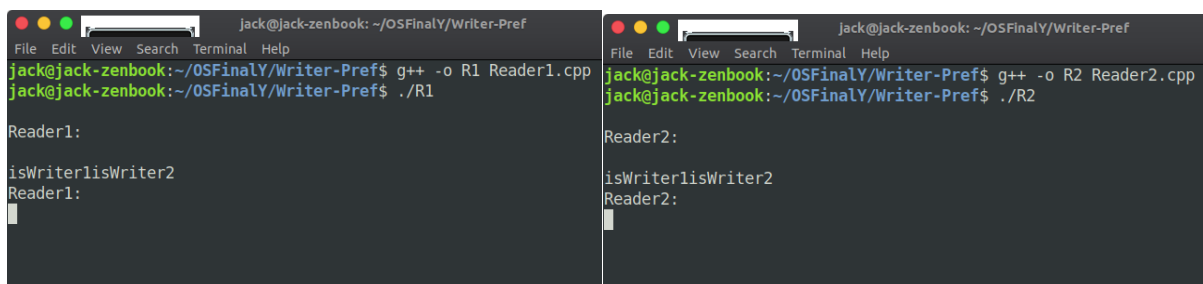 jack@jack-zenbook: ~/OSFinalY/Writer-Pref
File Edit View Search Terminal Help
jack@jack-zenbook:~/OSFinalY/Writer-Pref$ g++ -o R1 Reader1.cpp
jack@jack-zenbook:~/OSFinalY/Writer-Pref$ ./R1
Reader1:
isWriter1isWriter2
Reader1:
jack@jack-zenbook: ~/OSFinalY/Writer-Pref
File Edit View Search Terminal Help
jack@jack-zenbook:~/OSFinalY/Writer-Pref$ g++ -o R2 Reader2.cpp
jack@jack-zenbook:~/OSFinalY/Writer-Pref$ ./R2
Reader2:
isWriter1isWriter2
Reader2: